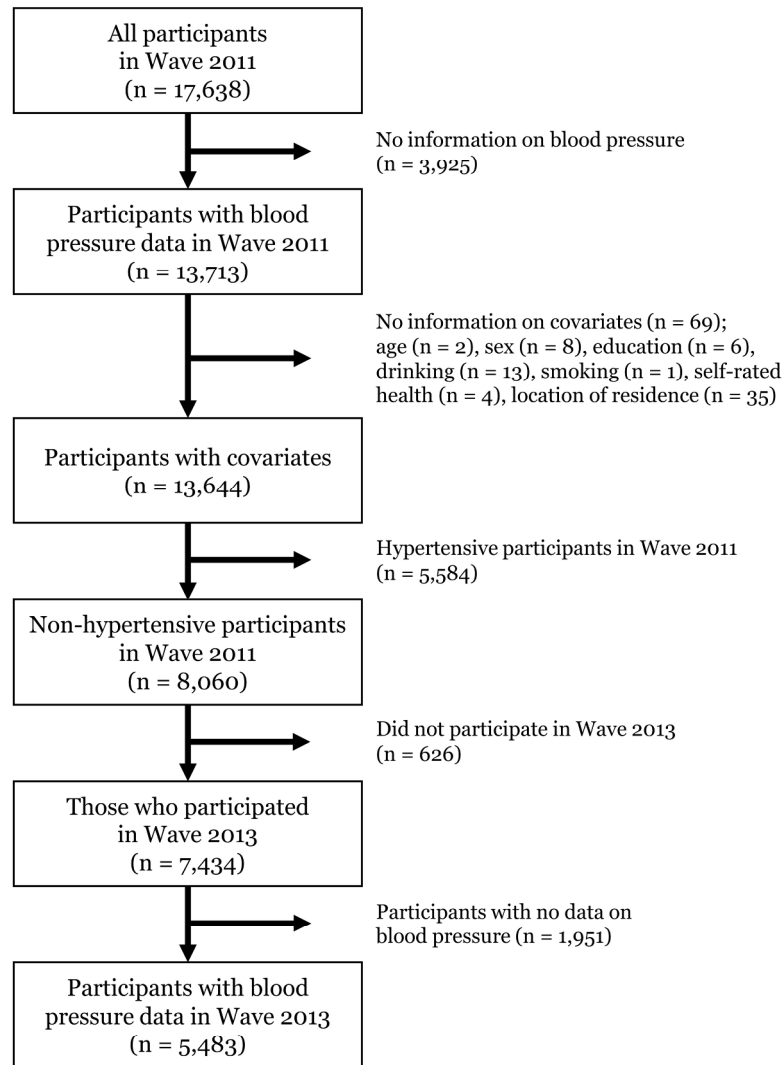 All participants
in Wave 2011
(n = 17,638)
No information on blood pressure
(n = 3,925)
Participants with blood
pressure data in Wave 2011
(n = 13,713)
No information on covariates (n = 69);
age (n = 2), sex (n = 8), education (n = 6),
drinking (n = 13), smoking (n = 1), self-rated
health (n = 4), location of residence (n = 35)
Participants with covariates
(n = 13,644)
Hypertensive participants in Wave 2011
(n = 5,584)
Non-hypertensive participants
in Wave 2011
(n = 8,060)
Did not participate in Wave 2013
(n = 626)
Those who participated
in Wave 2013
(n = 7,434)
Participants with no data on
blood pressure (n = 1,951)
Participants with blood
pressure data in Wave 2013
(n = 5,483)